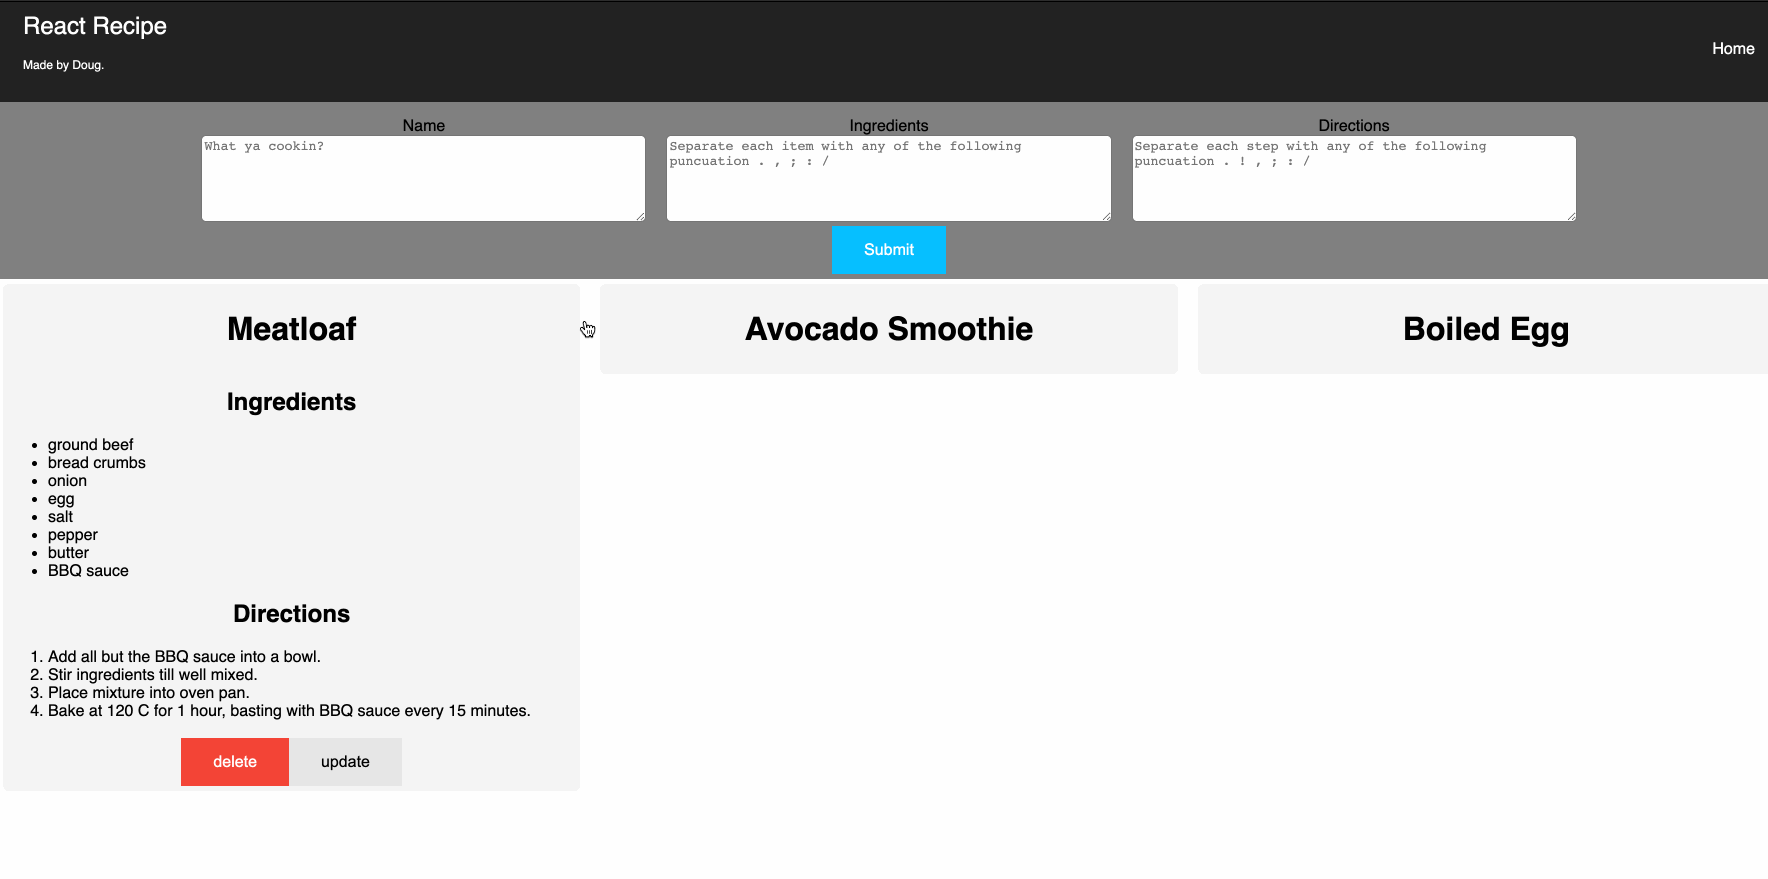 React Recipe
Made by Doug.
Home
Name
What ya cookin?
Ingredients
Separate each item with any of the following
puncuation . , ; : /
Directions
Separate each step with any of the following
puncuation . ! , ; : /
Submit
Meatloaf
Ingredients
• ground beef
• bread crumbs
• onion
• egg
• salt
• pepper
• butter
• BBQ sauce
Directions
1. Add all but the BBQ sauce into a bowl.
2. Stir ingredients till well mixed.
3. Place mixture into oven pan.
4. Bake at 120 C for 1 hour, basting with BBQ sauce every 15 minutes.
delete
update
Avocado Smoothie
Boiled Egg